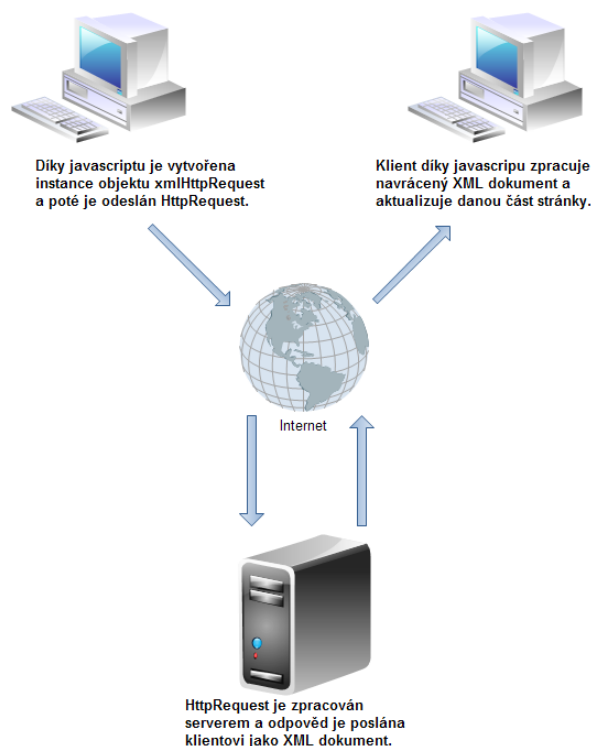 Díky javascriptu je vytvořena
instance objektu xmlHttpRequest
a poté je odeslán HttpRequest.
Klient díky javascripu zpracuje
navrácený XML dokument a
aktualizuje danou část stránky.
Internet
HttpRequest je zpracován
serverem a odpověd je poslána
klientovi jako XML dokument.